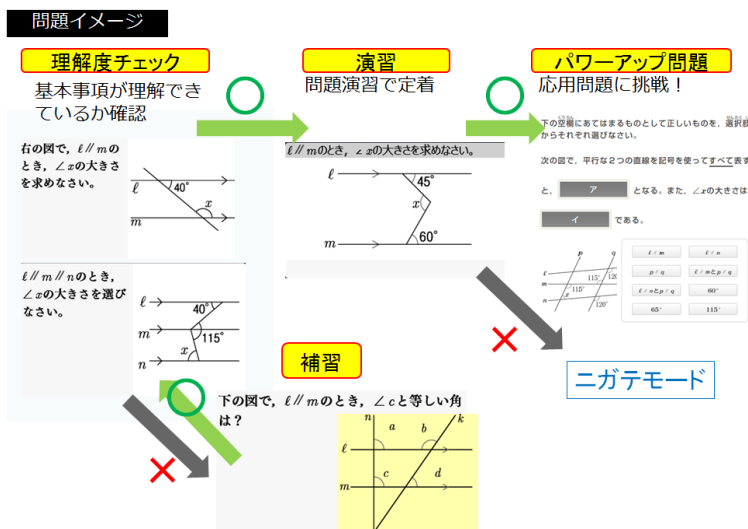 問題イメージ
理解度チェック
基本事項が理解でき
ているか確認
右の図で，ℓ∥mの
とき，∠xの大きさ
を求めなさい。
ℓ
40°
x
m
ℓ∥m∥nのとき，
∠xの大きさを選び
なさい。
ℓ
40°
m
115°
x
n
演習
問題演習で定着
ℓ∥mのとき，∠xの大きさを求めなさい。
ℓ
45°
x
60°
m
パワーアップ問題
応用問題に挑戦！
下の空欄にあてはまるものとして正しいものを，選択肢
からそれぞれ選びなさい。
次の図で，平行な２つの直線を記号を使ってすべて表す
と，
ア
となる。また，∠xの大きさは
イ
である。
p
q
ℓ
m
n
115°
120
115°
x
120°
ℓ∥m
ℓ∥n
p∥q
ℓ∥mとp∥q
ℓ∥nとp∥q
60°
65°
115°
ニガテモード
補習
下の図で，ℓ∥mのとき，∠cと等しい角
は？
n
k
a
b
ℓ
c
d
m